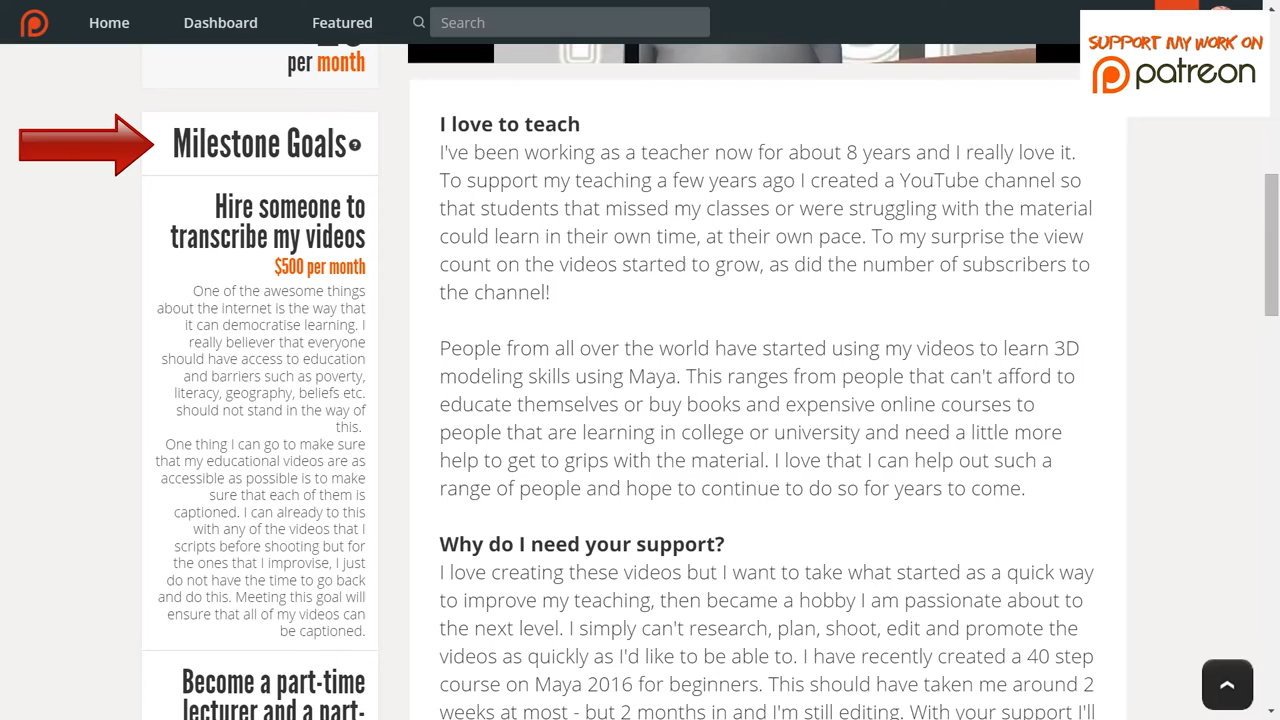 Home
Dashboard
Featured
Search
SUPPORT MY WORK ON
patreon
per month
Milestone Goals
Hire someone to
transcribe my videos
$500 per month
One of the awesome things
about the internet is the way that
it can democratise learning. I
really believer that everyone
should have access to education
and barriers such as poverty,
literacy, geography, beliefs etc.
should not stand in the way of
this.
One thing I can go to make sure
that my educational videos are as
accessible as possible is to make
sure that each of them is
captioned. I can already to this
with any of the videos that I
scripts before shooting but for
the ones that I improvise, I just
do not have the time to go back
and do this. Meeting this goal will
ensure that all of my videos can
be captioned.
Become a part-time
lecturer and a part-
I love to teach
I've been working as a teacher now for about 8 years and I really love it.
To support my teaching a few years ago I created a YouTube channel so
that students that missed my classes or were struggling with the material
could learn in their own time, at their own pace. To my surprise the view
count on the videos started to grow, as did the number of subscribers to
the channel!
People from all over the world have started using my videos to learn 3D
modeling skills using Maya. This ranges from people that can't afford to
educate themselves or buy books and expensive online courses to
people that are learning in college or university and need a little more
help to get to grips with the material. I love that I can help out such a
range of people and hope to continue to do so for years to come.
Why do I need your support?
I love creating these videos but I want to take what started as a quick way
to improve my teaching, then became a hobby I am passionate about to
the next level. I simply can't research, plan, shoot, edit and promote the
videos as quickly as I'd like to be able to. I have recently created a 40 step
course on Maya 2016 for beginners. This should have taken me around 2
weeks at most - but 2 months in and I'm still editing. With your support I'll